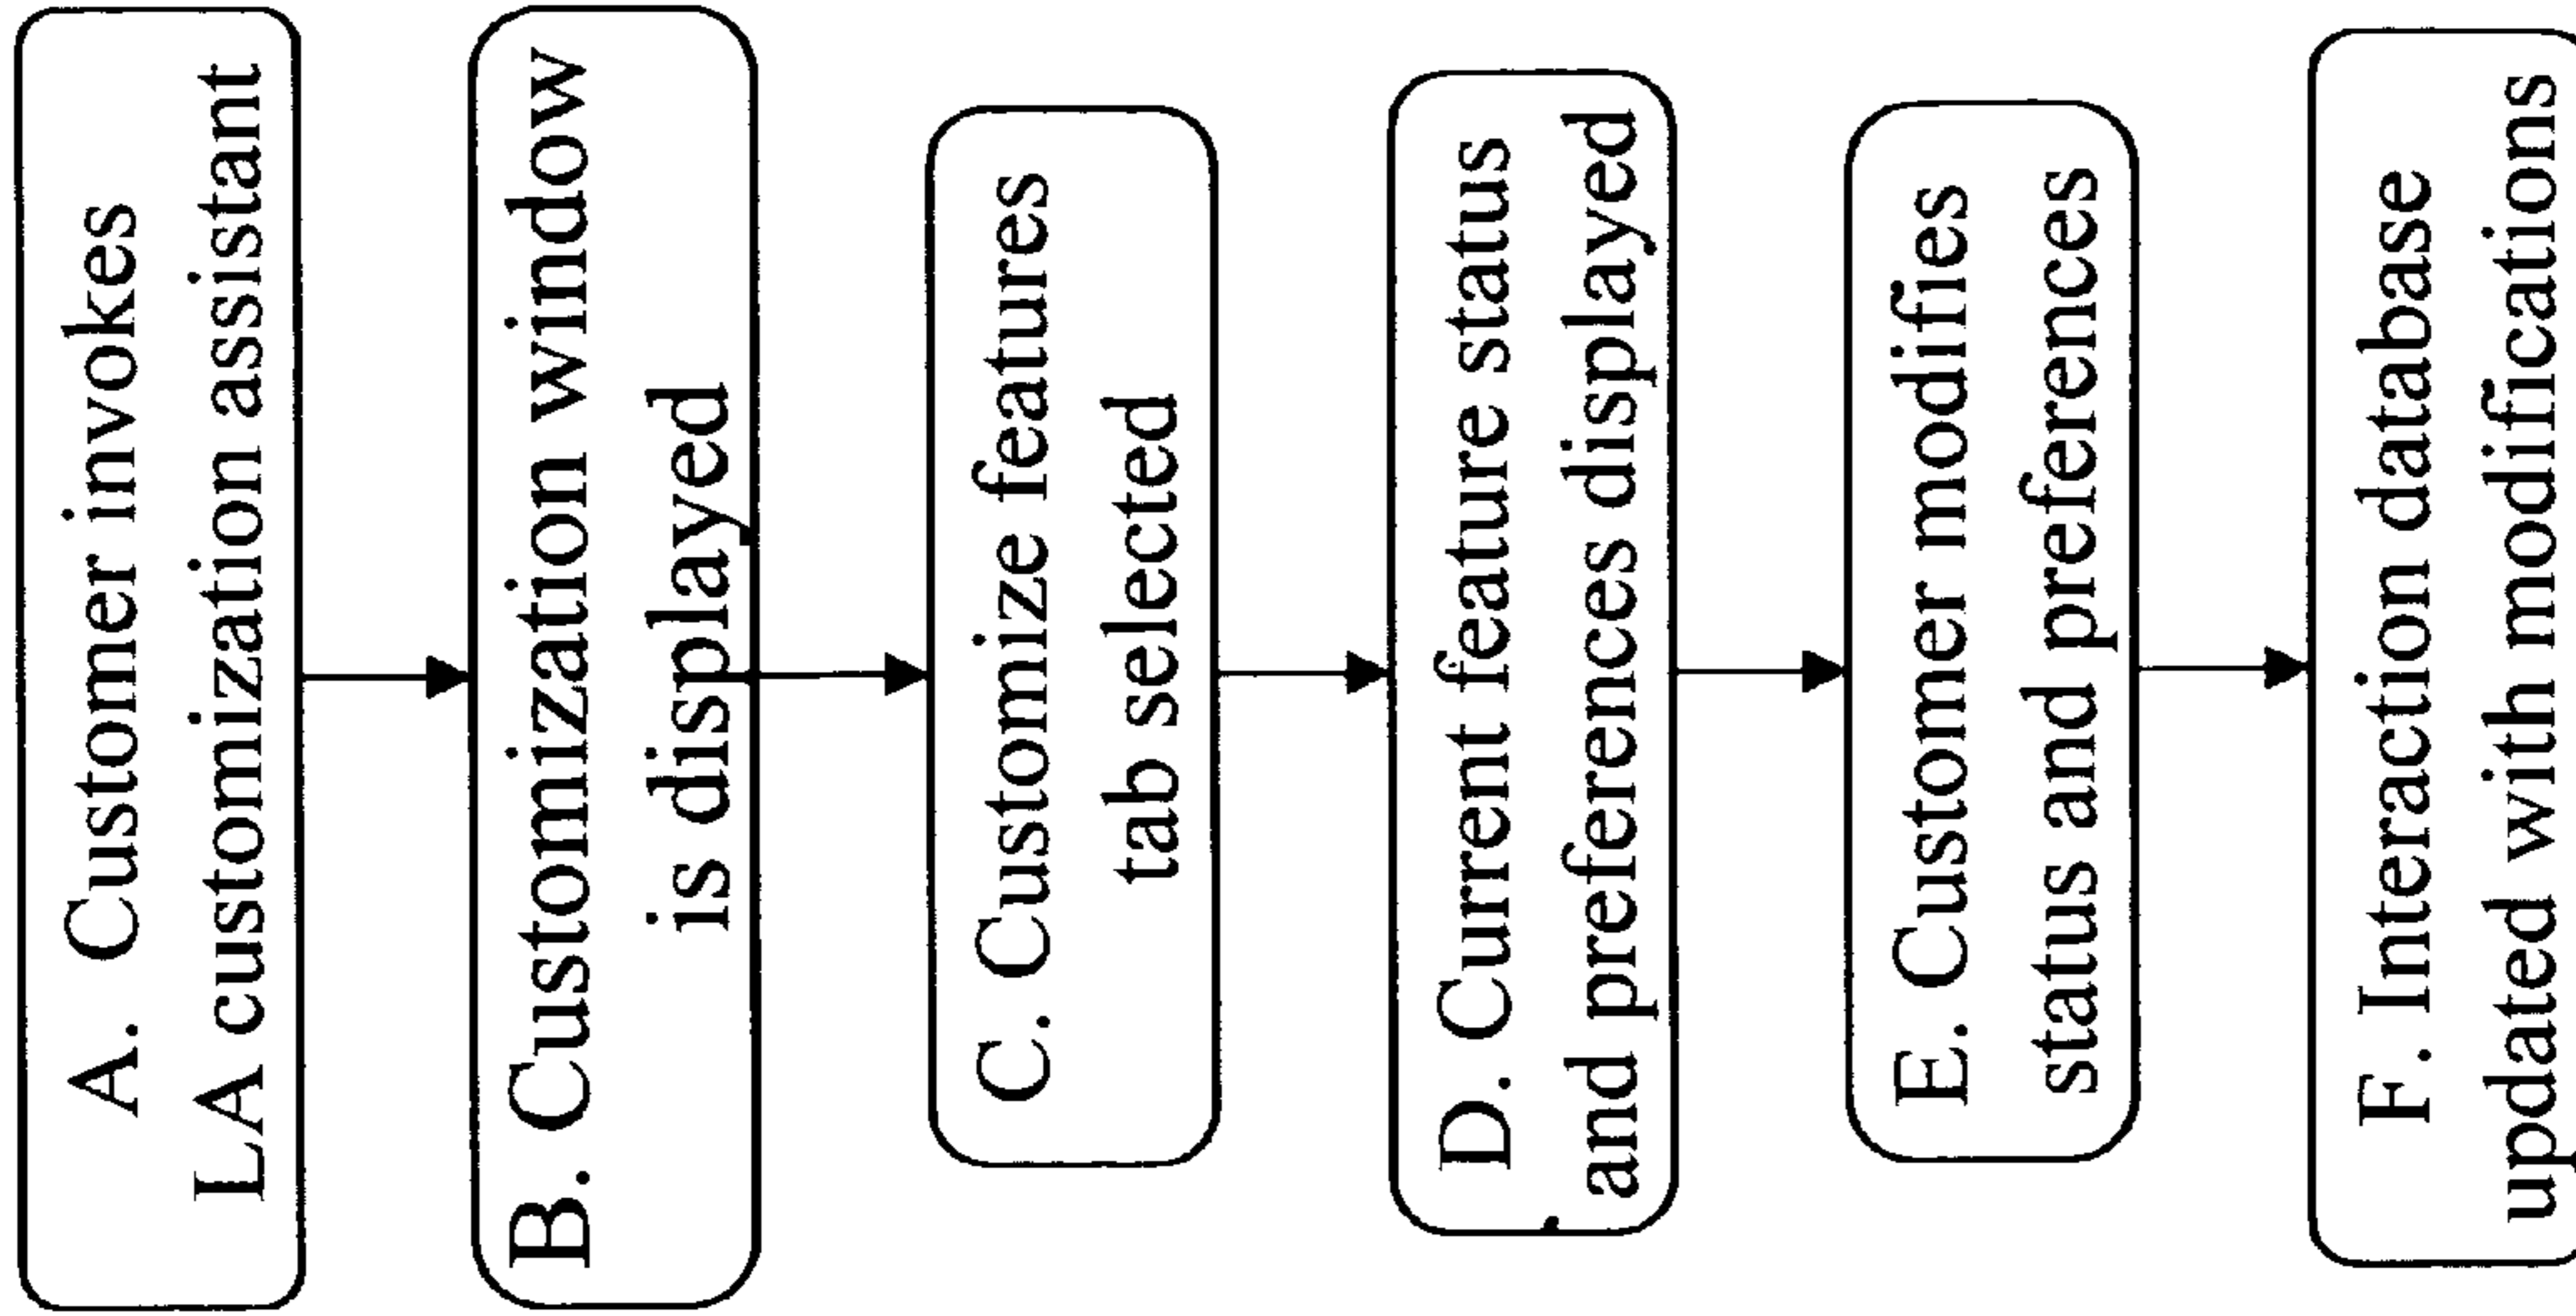 A. Customer invokes
LA customization assistant
B. Customization window
is displayed
C. Customize features
tab selected
D. Current feature status
and preferences displayed
E. Customer modifies
status and preferences
F. Interaction database
updated with modifications